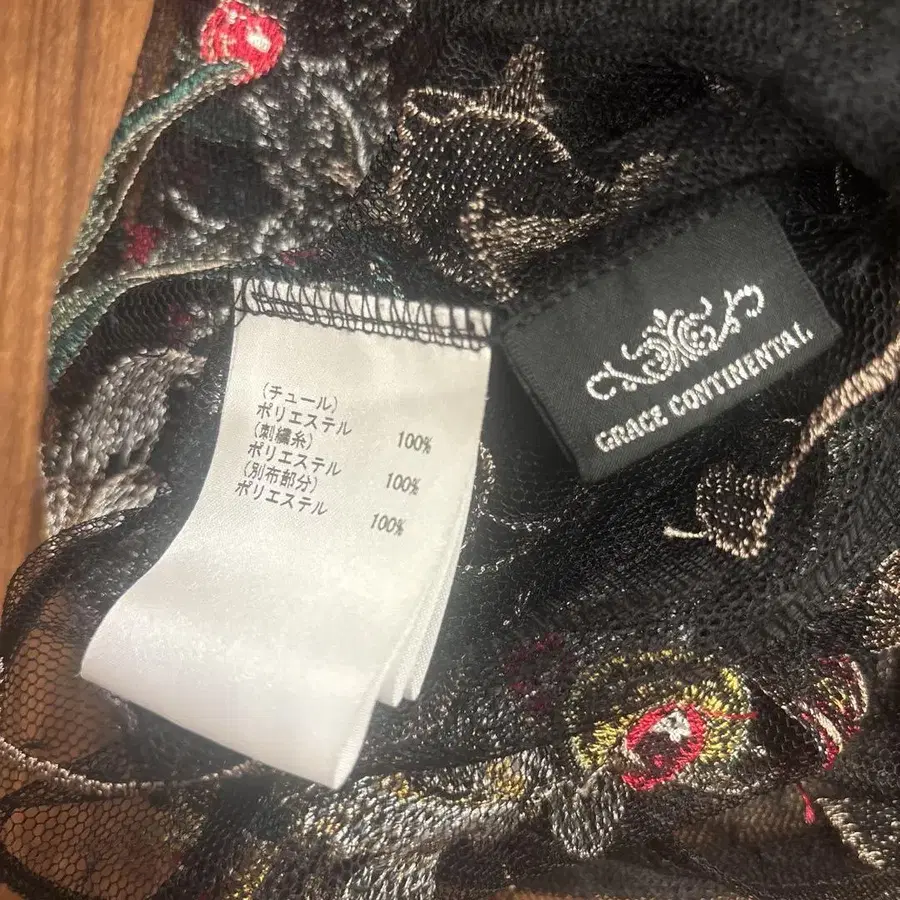 (チュール)
ポリエステル 100%
(刺繍糸)
ポリエステル 100%
(別布部分)
ポリエステル 100%
GRACE CONTINENTAL